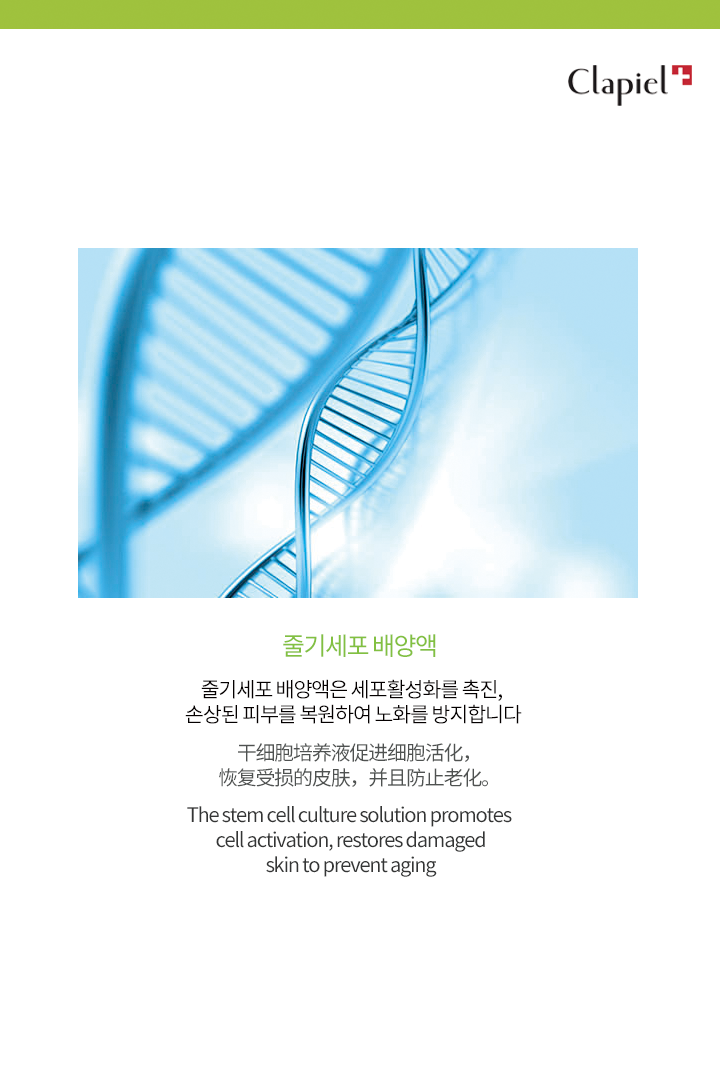 Clapiel
줄기세포 배양액
줄기세포 배양액은 세포활성화를 촉진,
손상된 피부를 복원하여 노화를 방지합니다
干细胞培养液促进细胞活化，
恢复受损的皮肤，并且防止老化。
The stem cell culture solution promotes
cell activation, restores damaged
skin to prevent aging